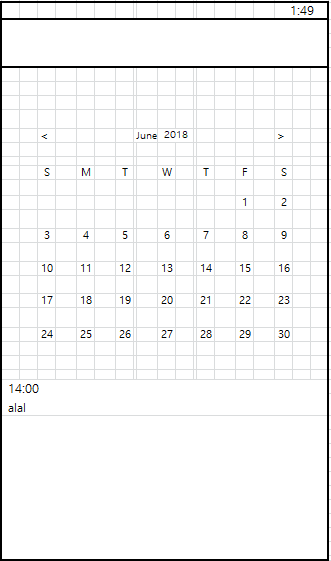 1:49
< June 2018 >
S M T W T F S
1 2
3 4 5 6 7 8 9
10 11 12 13 14 15 16
17 18 19 20 21 22 23
24 25 26 27 28 29 30
14:00
alal